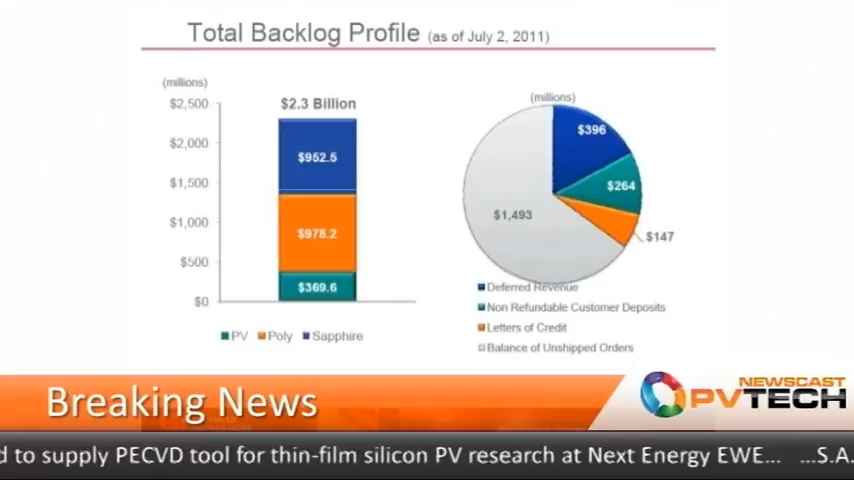 Total Backlog Profile (as of July 2, 2011)
(millions)
$2,500
$2,000
$1,500
$1,000
$500
$0
$2.3 Billion
$952.5
$978.2
$369.6
PV Poly Sapphire
(millions)
$396
$264
$147
$1,493
Deferred Revenue
Non Refundable Customer Deposits
Letters of Credit
Balance of Unshipped Orders
Breaking News
NEWSCAST
PVTECH
d to supply PECVD tool for thin-film silicon PV research at Next Energy EWE... ...S.A.